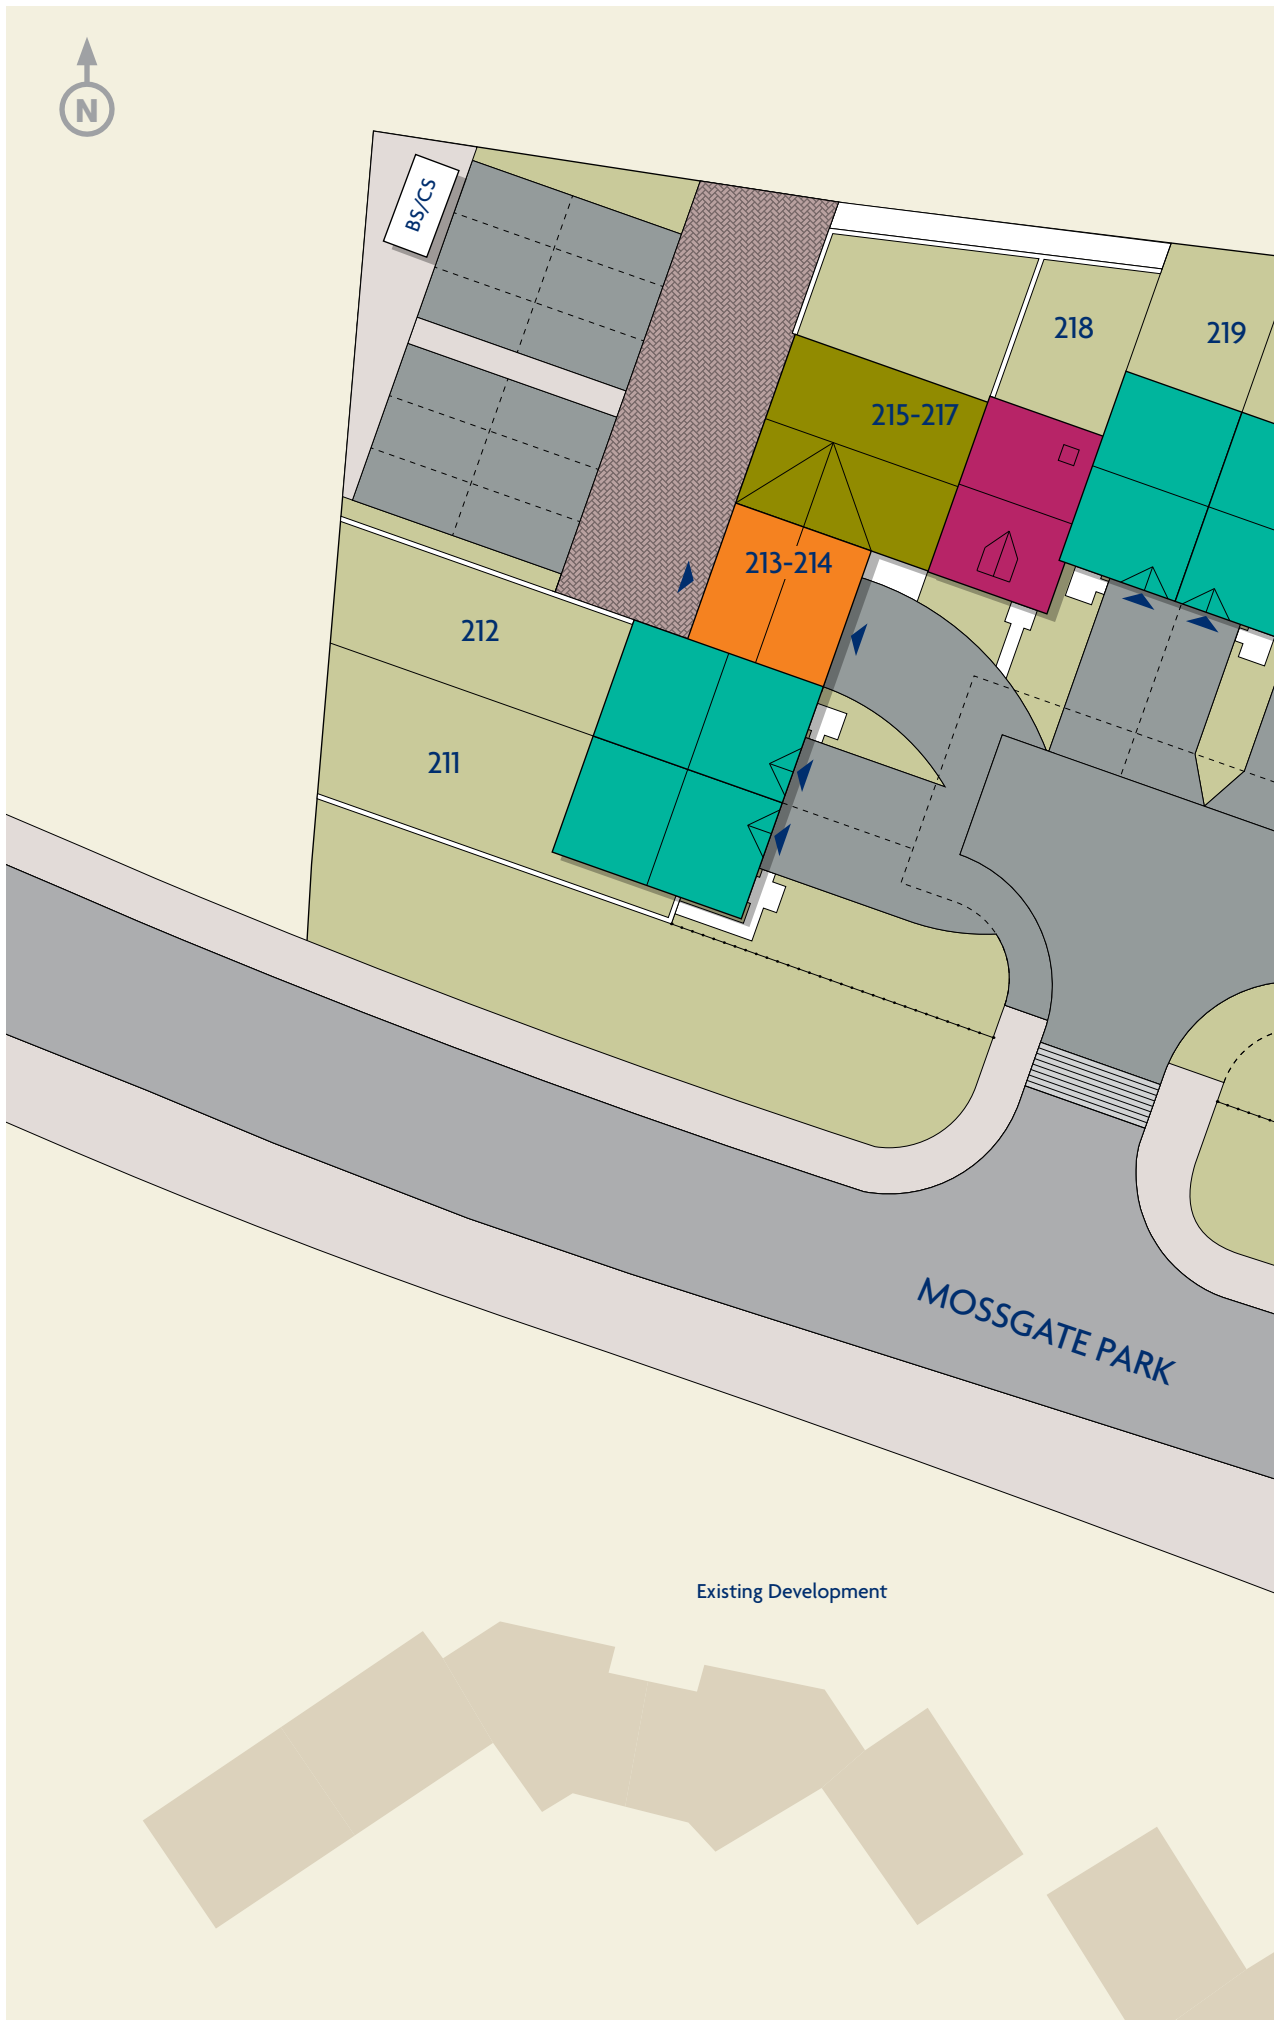 N
BS/CS
218
219
215-217
213-214
212
211
MOSSGATE PARK
Existing Development